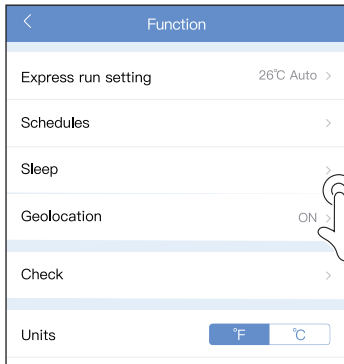 Function
Express run setting 26°C Auto
Schedules
Sleep
Geolocation ON
Check
Units °F °C